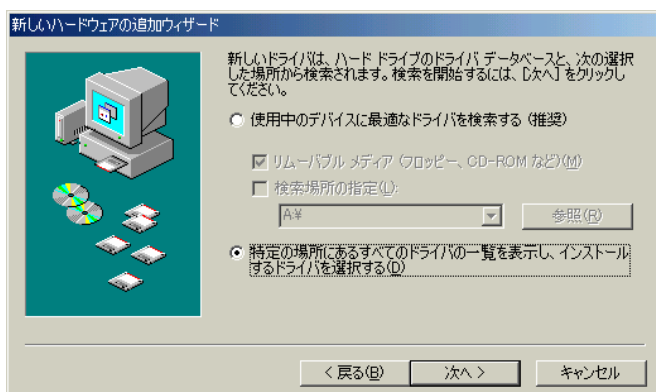 新しいハードウェアの追加ウィザード
新しいドライバは、ハード ドライブのドライバ データベースと、次の選択
した場所から検索されます。検索を開始するには、[次へ] をクリックし
てください。
使用中のデバイスに最適なドライバを検索する (推奨)
リムーバブル メディア (フロッピー、CD-ROM など)(M)
検索場所の指定(L):
A:¥
参照(R)
特定の場所にあるすべてのドライバの一覧を表示し、インストール
するドライバを選択する(D)
< 戻る(B)
次へ >
キャンセル